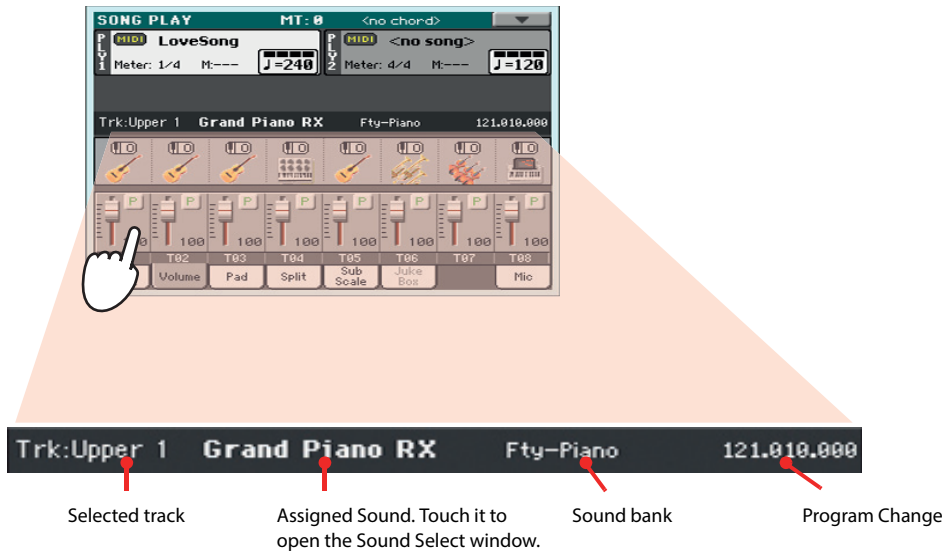 SONG PLAY MT: 0 <no chord>
PLY1 MIDI LoveSong
Meter: 1/4 M:--- ♩=240
PLY2 MIDI <no song>
Meter: 4/4 M:--- ♩=120
Trk:Upper 1 Grand Piano RX Fty-Piano 121.010.000
P P P P P P P P
100 100 100 100 100 100 100
T02 T03 T04 T05 T06 T07 T08
Volume Pad Split Sub Scale Juke Box Mic
Trk:Upper 1 Grand Piano RX Fty-Piano 121.010.000
Selected track
Assigned Sound. Touch it to
open the Sound Select window.
Sound bank
Program Change